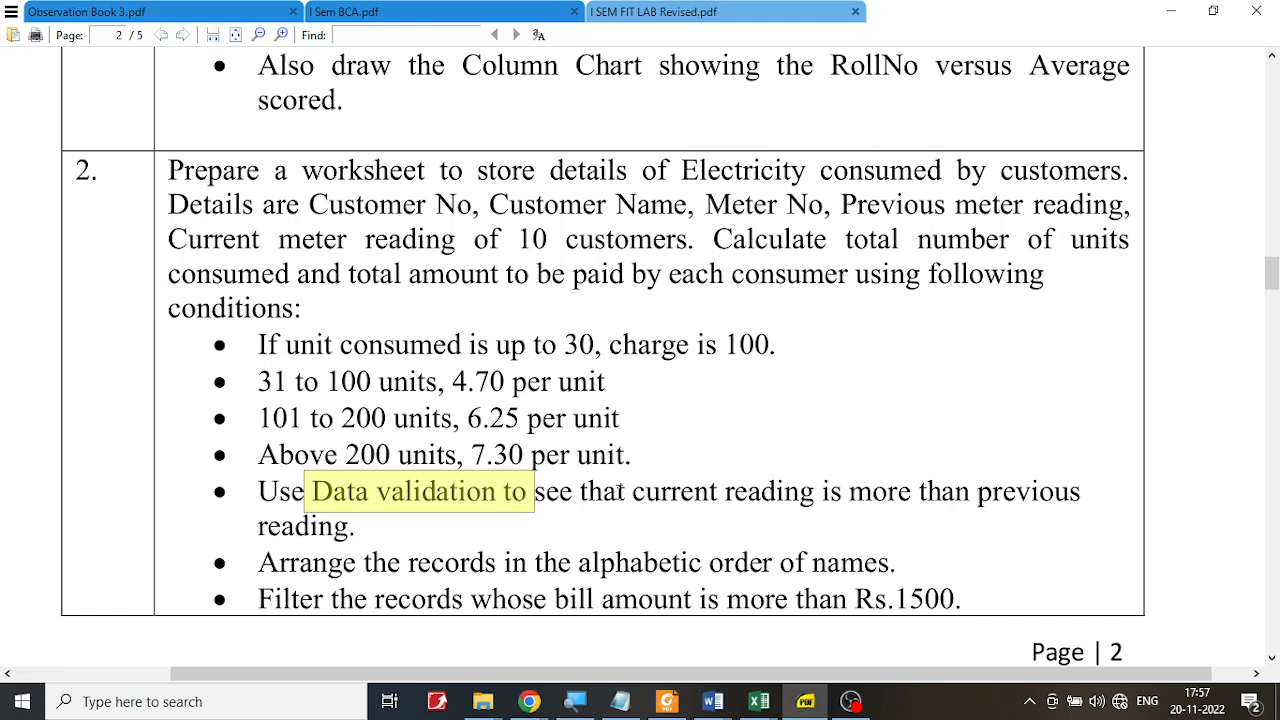 Observation Book 3.pdf
I Sem BCA.pdf
I SEM FIT LAB Revised.pdf
Page: 2 / 5
Find:
• Also draw the Column Chart showing the RollNo versus Average
scored.
2. Prepare a worksheet to store details of Electricity consumed by customers.
Details are Customer No, Customer Name, Meter No, Previous meter reading,
Current meter reading of 10 customers. Calculate total number of units
consumed and total amount to be paid by each consumer using following
conditions:
• If unit consumed is up to 30, charge is 100.
• 31 to 100 units, 4.70 per unit
• 101 to 200 units, 6.25 per unit
• Above 200 units, 7.30 per unit.
• Use Data validation to see that current reading is more than previous
reading.
• Arrange the records in the alphabetic order of names.
• Filter the records whose bill amount is more than Rs.1500.
Page | 2
Type here to search
ENG
17:57
20-11-2022
2